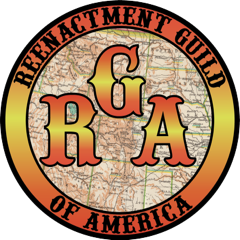 REENACTMENT GUILD
G
R A
OF AMERICA